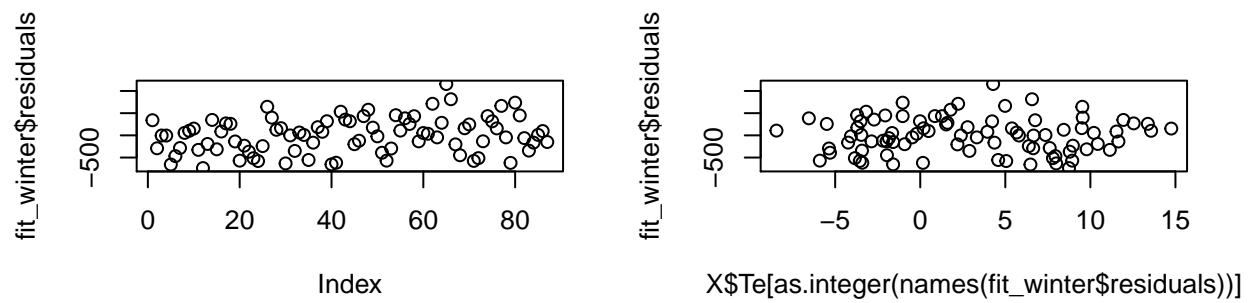 fit_winter$residuals
−500
0 20 40 60 80
Index
fit_winter$residuals
−500
−5 0 5 10 15
X$Te[as.integer(names(fit_winter$residuals))]